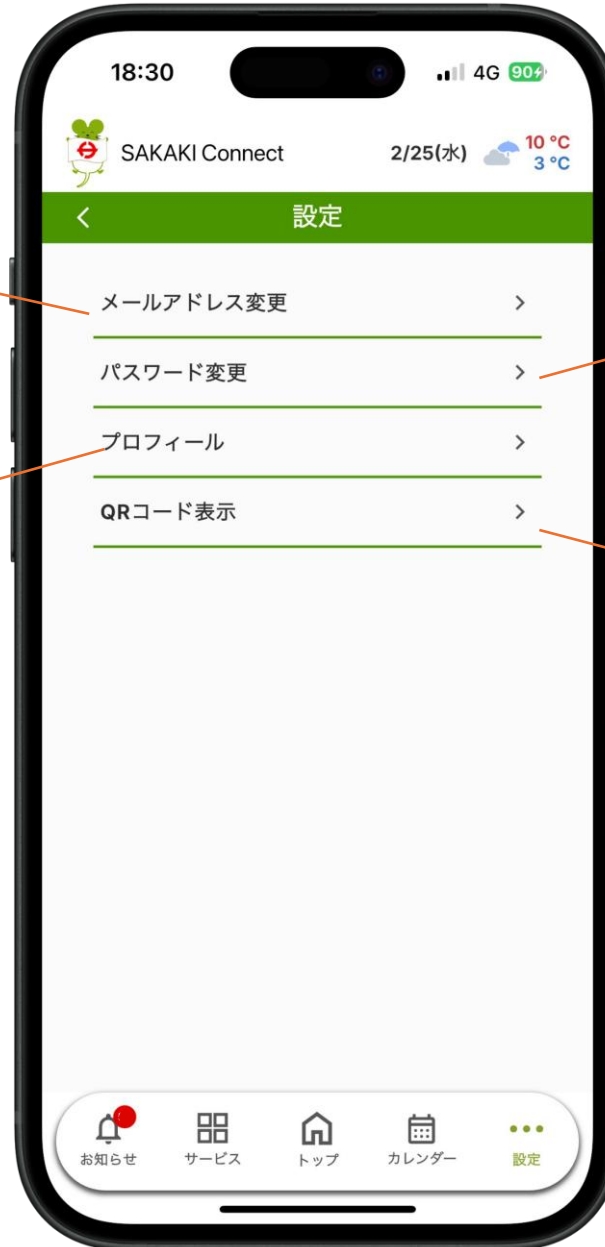 18:30
4G 90
SAKAKI Connect
2/25(水)
10 °C
3 °C
設定
メールアドレス変更
パスワード変更
プロフィール
QRコード表示
お知らせ
サービス
トップ
カレンダー
設定